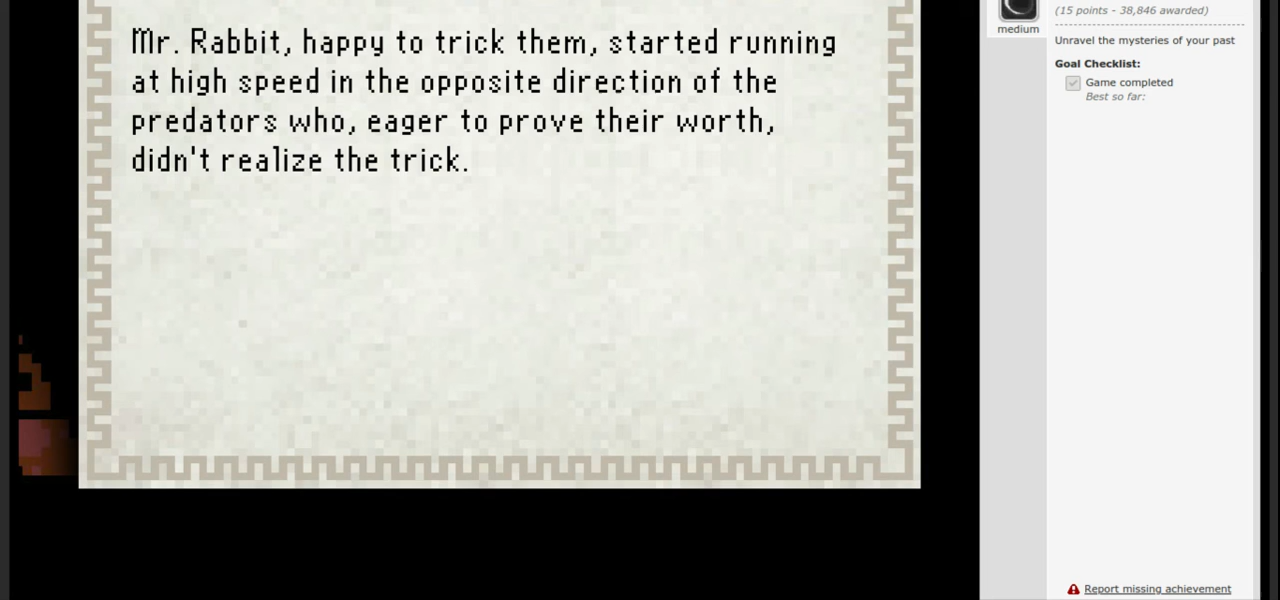 Mr. Rabbit, happy to trick them, started running
at high speed in the opposite direction of the
predators who, eager to prove their worth,
didn't realize the trick.
medium
(15 points - 38,846 awarded)
Unravel the mysteries of your past
Goal Checklist:
Game completed
Best so far:
Report missing achievement